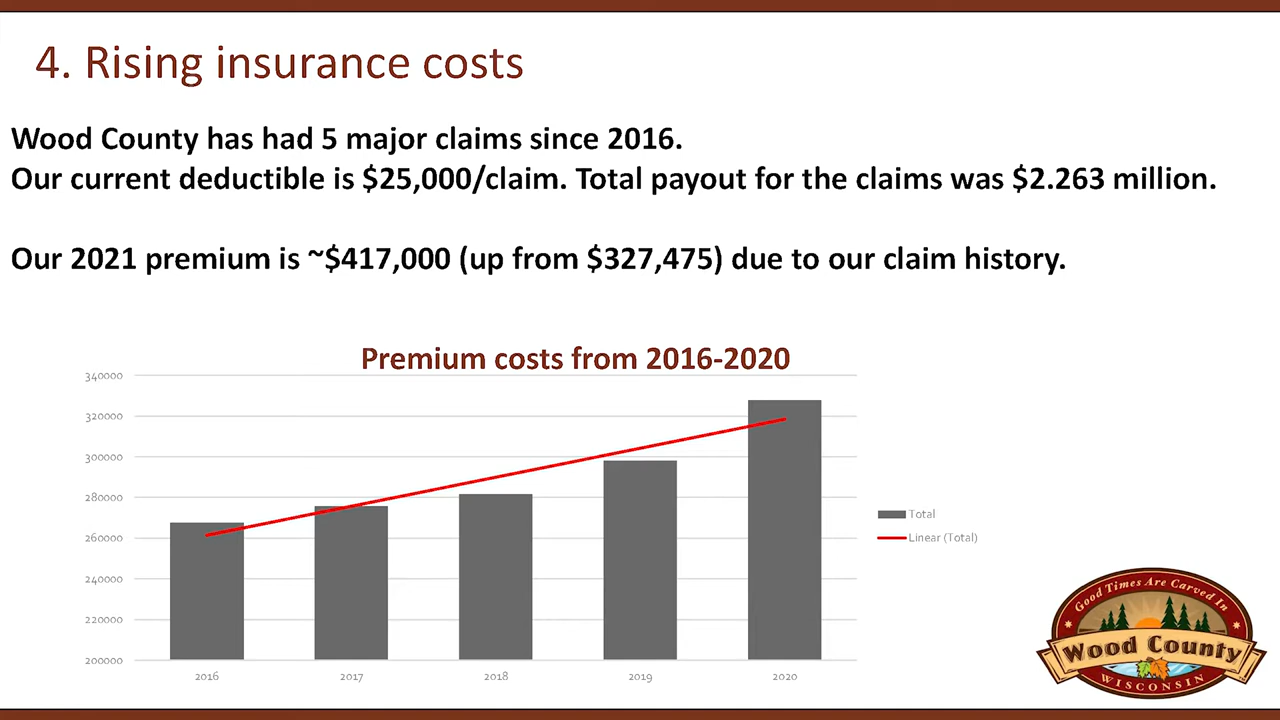 4. Rising insurance costs
Wood County has had 5 major claims since 2016.
Our current deductible is $25,000/claim. Total payout for the claims was $2.263 million.
Our 2021 premium is ~$417,000 (up from $327,475) due to our claim history.
Premium costs from 2016-2020
340000
320000
300000
280000
260000
240000
220000
200000
2016 2017 2018 2019 2020
Total
Linear (Total)
Good Times Are Carved In
Wood County
WISCONSIN